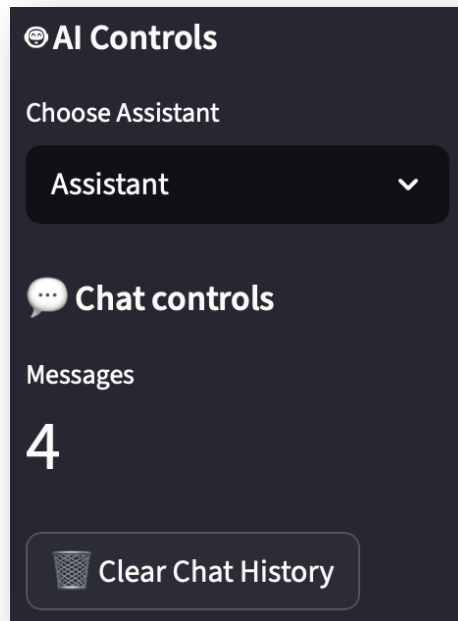 AI Controls
Choose Assistant
Assistant
Chat controls
Messages
4
Clear Chat History